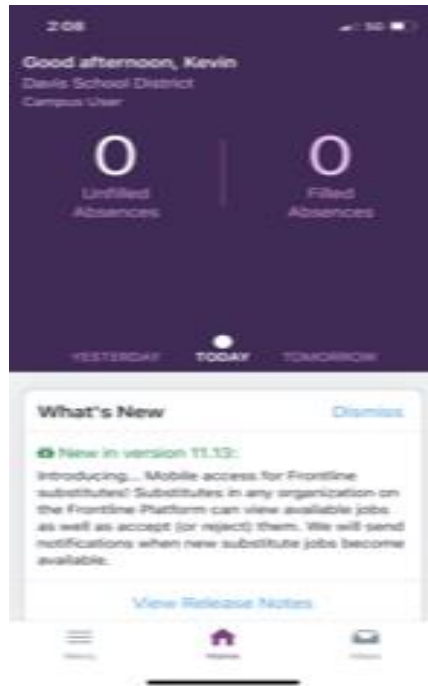 2:08
5G
Good afternoon, Kevin
Davis School District
Campus User
0
Unfilled
Absences
0
Filled
Absences
YESTERDAY
TODAY
TOMORROW
What's New
Dismiss
New in version 11.13:
Introducing... Mobile access for Frontline
substitutes! Substitutes in any organization on
the Frontline Platform can view available jobs
as well as accept (or reject) them. We will send
notifications when new substitute jobs become
available.
View Release Notes
Menu
Home